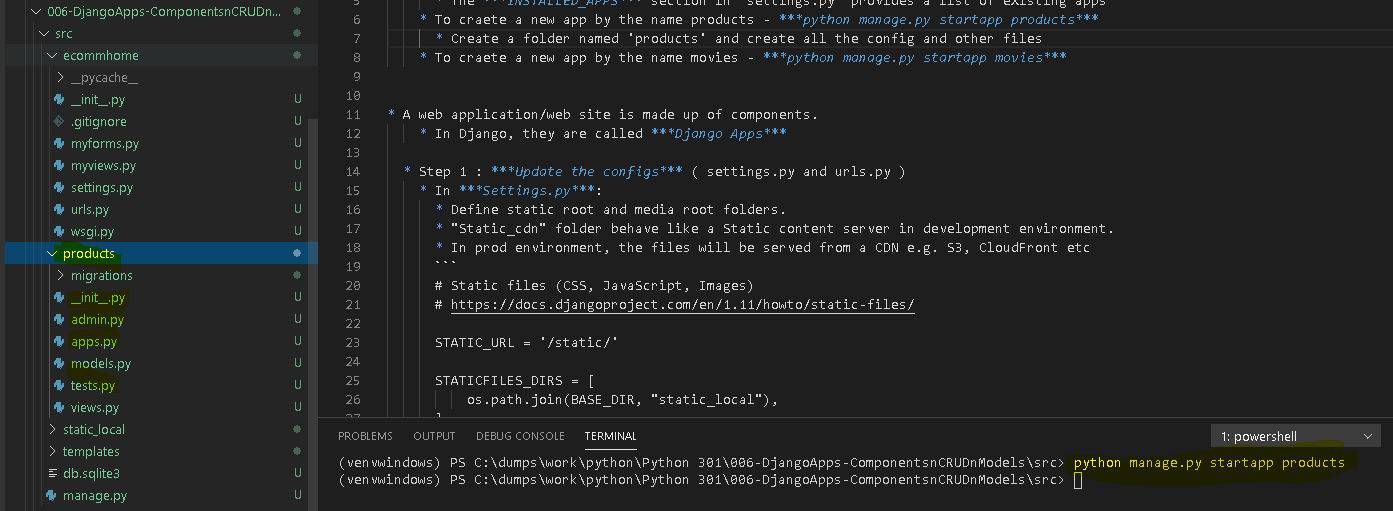 006-DjangoApps-ComponentsnCRUDn...
src
ecommhome
__pycache__
__init__.py U
.gitignore U
myforms.py U
myviews.py U
settings.py U
urls.py U
wsgi.py U
products
migrations
__init__.py U
admin.py U
apps.py U
models.py U
tests.py U
views.py U
static_local
templates
db.sqlite3 U
manage.py U
5 * The ***INSTALLED_APPS*** section in "settings.py" provides a list of existing apps
6 * To craete a new app by the name products - ***python manage.py startapp products***
7 * Create a folder named 'products' and create all the config and other files
8 * To craete a new app by the name movies - ***python manage.py startapp movies***
9
10
11 * A web application/web site is made up of components.
12 * In Django, they are called ***Django Apps***
13
14 * Step 1 : ***Update the configs*** ( settings.py and urls.py )
15 * In ***Settings.py***:
16 * Define static root and media root folders.
17 * "Static_cdn" folder behave like a Static content server in development environment.
18 * In prod environment, the files will be served from a CDN e.g. S3, CloudFront etc
19 ```
20 # Static files (CSS, JavaScript, Images)
21 # https://docs.djangoproject.com/en/1.11/howto/static-files/
22
23 STATIC_URL = '/static/'
24
25 STATICFILES_DIRS = [
26 os.path.join(BASE_DIR, "static_local"),
27 ]
PROBLEMS OUTPUT DEBUG CONSOLE TERMINAL 1: powershell
(venvwindows) PS C:\dumps\work\python\Python 301\006-DjangoApps-ComponentsnCRUDnModels\src> python manage.py startapp products
(venvwindows) PS C:\dumps\work\python\Python 301\006-DjangoApps-ComponentsnCRUDnModels\src>